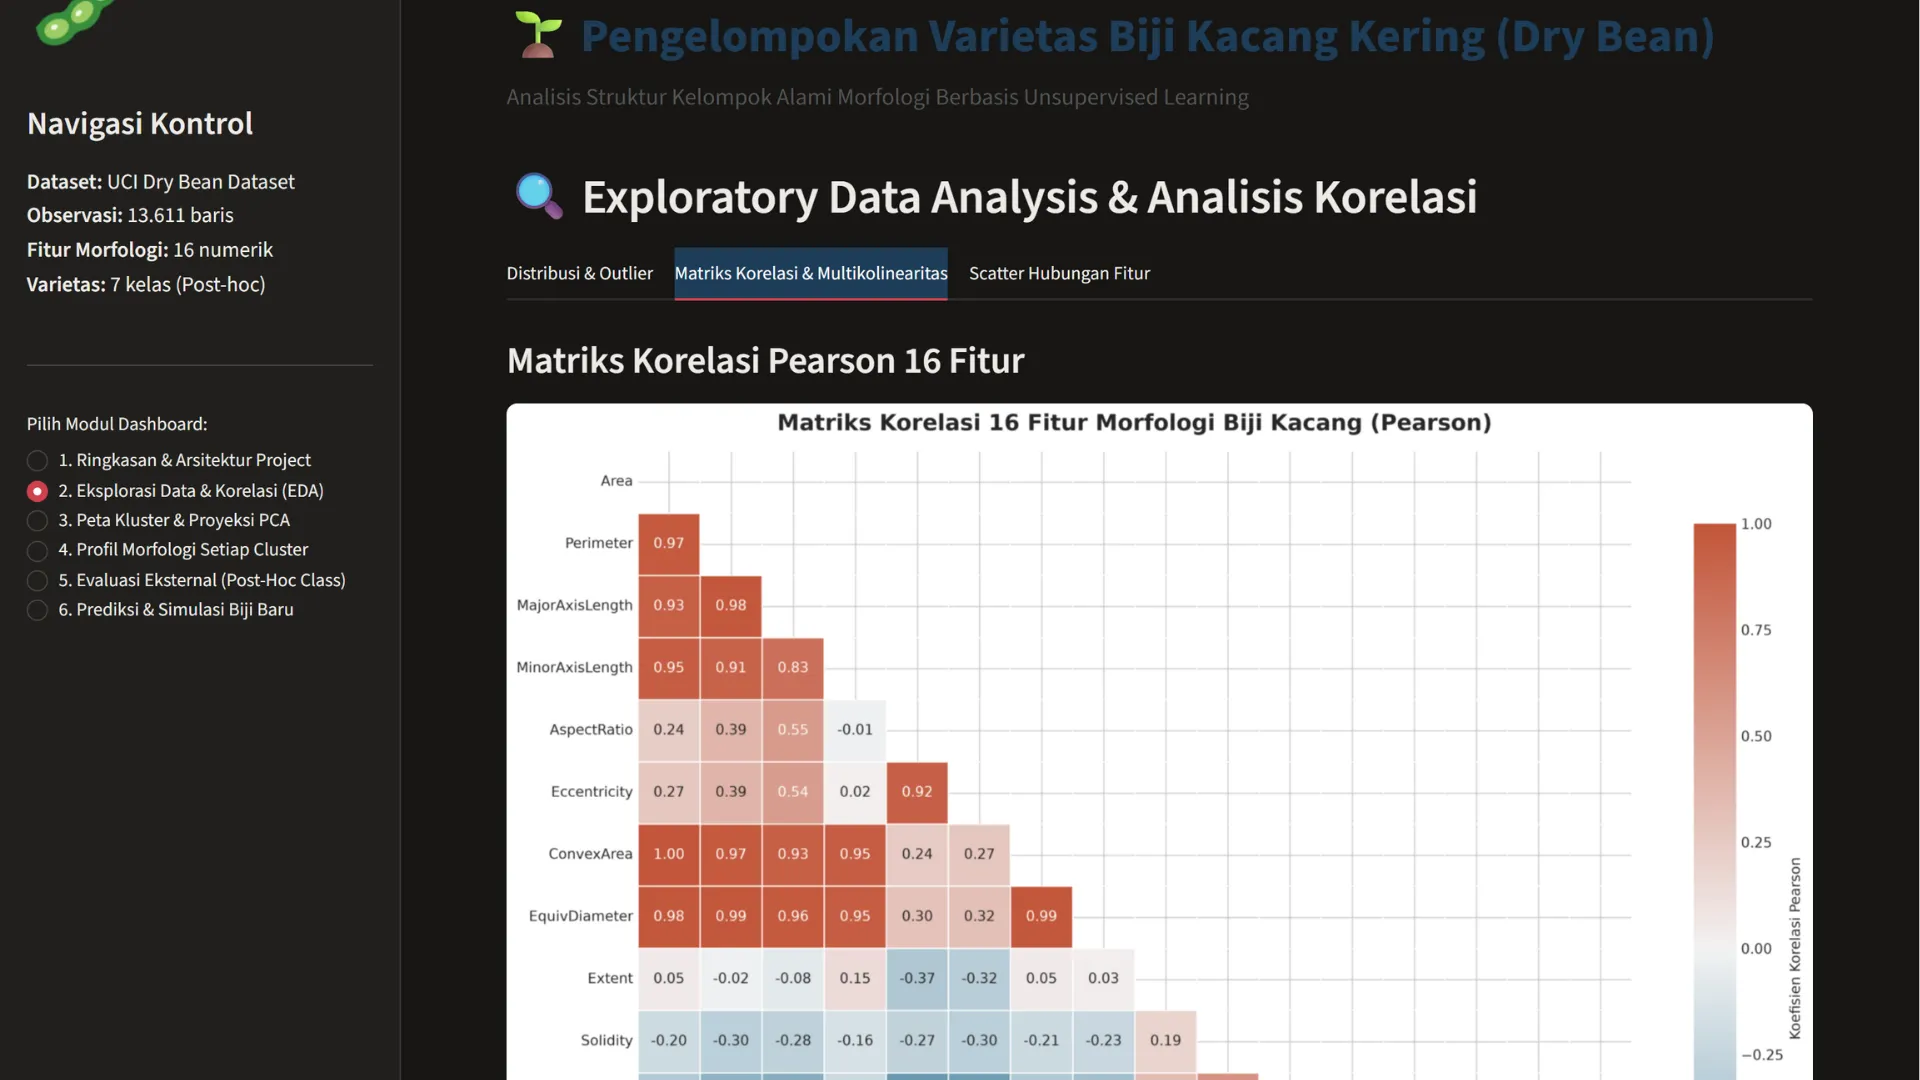 Navigasi Kontrol
Dataset: UCI Dry Bean Dataset
Observasi: 13.611 baris
Fitur Morfologi: 16 numerik
Varietas: 7 kelas (Post-hoc)
Pilih Modul Dashboard:
1. Ringkasan & Arsitektur Project
2. Eksplorasi Data & Korelasi (EDA)
3. Peta Kluster & Proyeksi PCA
4. Profil Morfologi Setiap Cluster
5. Evaluasi Eksternal (Post-Hoc Class)
6. Prediksi & Simulasi Biji Baru
Pengelompokan Varietas Biji Kacang Kering (Dry Bean)
Analisis Struktur Kelompok Alami Morfologi Berbasis Unsupervised Learning
Exploratory Data Analysis & Analisis Korelasi
Distribusi & Outlier Matriks Korelasi & Multikolinearitas Scatter Hubungan Fitur
Matriks Korelasi Pearson 16 Fitur
Matriks Korelasi 16 Fitur Morfologi Biji Kacang (Pearson)
Area
Perimeter 0.97
MajorAxisLength 0.93 0.98
MinorAxisLength 0.95 0.91 0.83
AspectRatio 0.24 0.39 0.55 -0.01
Eccentricity 0.27 0.39 0.54 0.02 0.92
ConvexArea 1.00 0.97 0.93 0.95 0.24 0.27
EquivDiameter 0.98 0.99 0.96 0.95 0.30 0.32 0.99
Extent 0.05 -0.02 -0.08 0.15 -0.37 -0.32 0.05 0.03
Solidity -0.20 -0.30 -0.28 -0.16 -0.27 -0.30 -0.21 -0.23 0.19
1.00
0.75
0.50
0.25
0.00
−0.25
Koefisien Korelasi Pearson